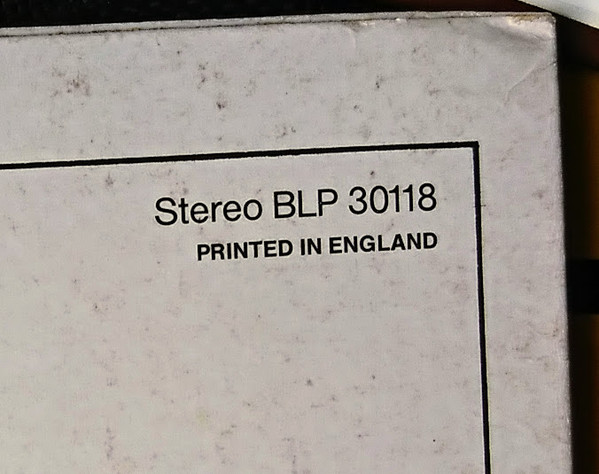 Stereo BLP 30118
PRINTED IN ENGLAND